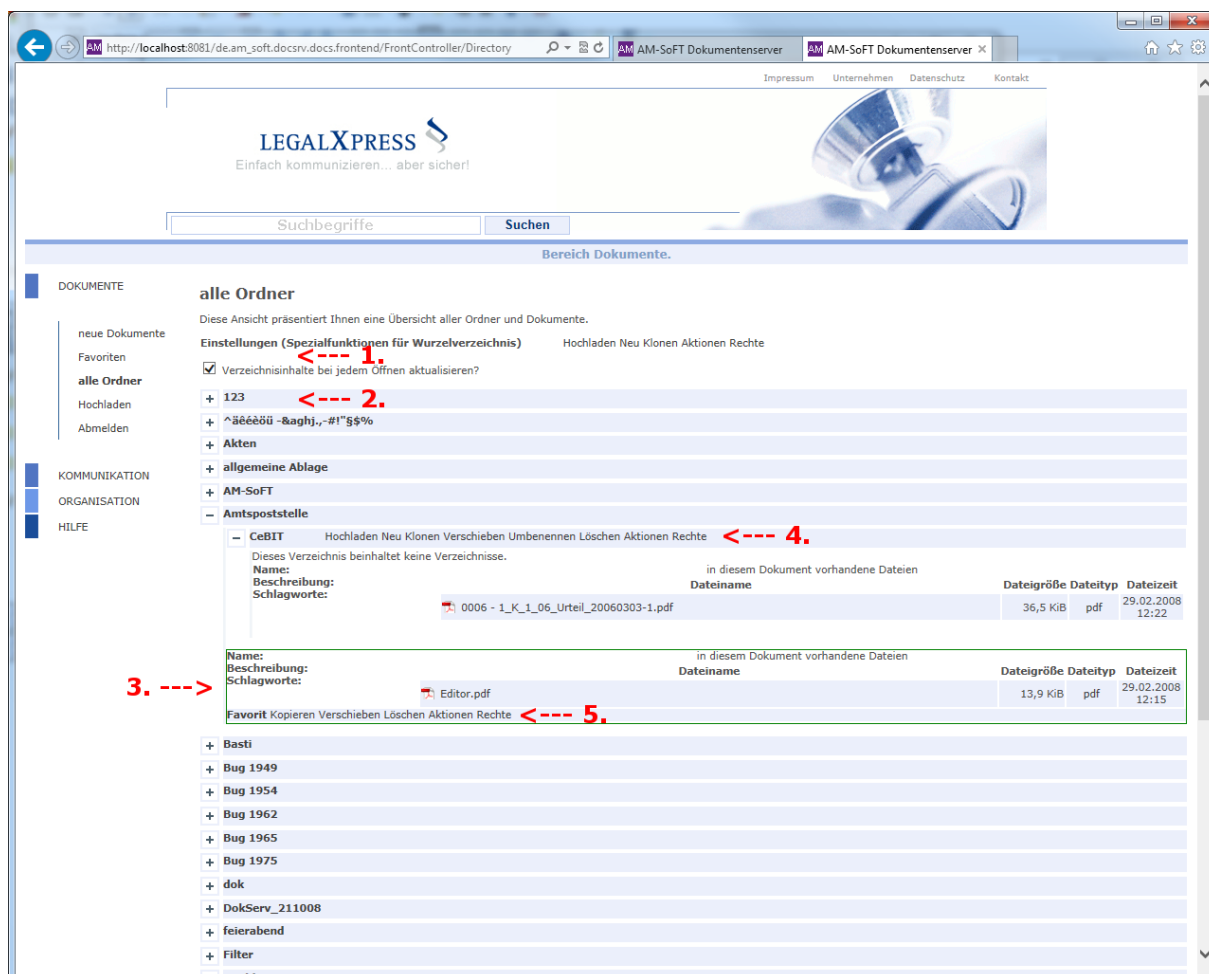 http://localhost:8081/de.am_soft.docsrv.docs.frontend/FrontController/Directory
AM AM-SoFT Dokumentenserver
AM AM-SoFT Dokumentenserver
Impressum Unternehmen Datenschutz Kontakt
LEGALXPRESS
Einfach kommunizieren... aber sicher!
Suchbegriffe Suchen
Bereich Dokumente.
DOKUMENTE
neue Dokumente
Favoriten
alle Ordner
Hochladen
Abmelden
KOMMUNIKATION
ORGANISATION
HILFE
alle Ordner
Diese Ansicht präsentiert Ihnen eine Übersicht aller Ordner und Dokumente.
Einstellungen (Spezialfunktionen für Wurzelverzeichnis) Hochladen Neu Klonen Aktionen Rechte
<--- 1.
Verzeichnisinhalte bei jedem Öffnen aktualisieren?
+ 123 <--- 2.
+ ^äêéèöü -&aghj.,-#!"§$%
+ Akten
+ allgemeine Ablage
+ AM-SoFT
− Amtspoststelle
− CeBIT Hochladen Neu Klonen Verschieben Umbenennen Löschen Aktionen Rechte <--- 4.
Dieses Verzeichnis beinhaltet keine Verzeichnisse.
Name: in diesem Dokument vorhandene Dateien
Beschreibung: Dateiname Dateigröße Dateityp Dateizeit
Schlagworte:
0006 - 1_K_1_06_Urteil_20060303-1.pdf 36,5 KiB pdf 29.02.2008
12:22
Name: in diesem Dokument vorhandene Dateien
Beschreibung: Dateiname Dateigröße Dateityp Dateizeit
Schlagworte:
3. --->
Editor.pdf 13,9 KiB pdf 29.02.2008
12:15
Favorit Kopieren Verschieben Löschen Aktionen Rechte <--- 5.
+ Basti
+ Bug 1949
+ Bug 1954
+ Bug 1962
+ Bug 1965
+ Bug 1975
+ dok
+ DokServ_211008
+ feierabend
+ Filter